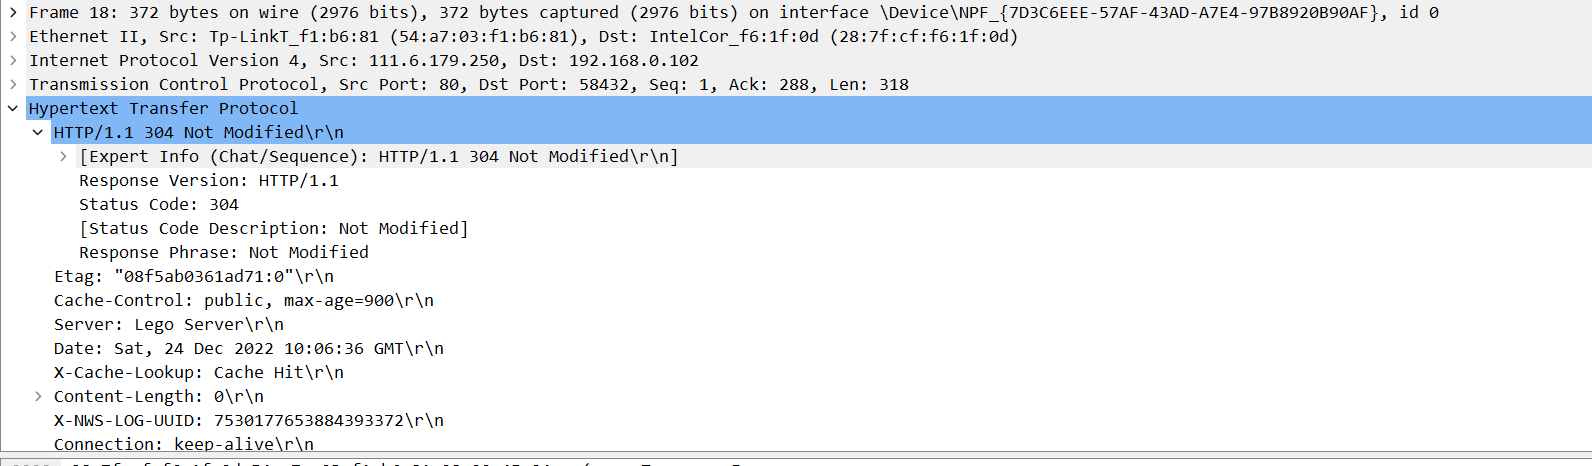 Frame 18: 372 bytes on wire (2976 bits), 372 bytes captured (2976 bits) on interface \Device\NPF_{7D3C6EEE-57AF-43AD-A7E4-97B8920B90AF}, id 0
Ethernet II, Src: Tp-LinkT_f1:b6:81 (54:a7:03:f1:b6:81), Dst: IntelCor_f6:1f:0d (28:7f:cf:f6:1f:0d)
Internet Protocol Version 4, Src: 111.6.179.250, Dst: 192.168.0.102
Transmission Control Protocol, Src Port: 80, Dst Port: 58432, Seq: 1, Ack: 288, Len: 318
Hypertext Transfer Protocol
HTTP/1.1 304 Not Modified\r\n
[Expert Info (Chat/Sequence): HTTP/1.1 304 Not Modified\r\n]
Response Version: HTTP/1.1
Status Code: 304
[Status Code Description: Not Modified]
Response Phrase: Not Modified
Etag: "08f5ab0361ad71:0"\r\n
Cache-Control: public, max-age=900\r\n
Server: Lego Server\r\n
Date: Sat, 24 Dec 2022 10:06:36 GMT\r\n
X-Cache-Lookup: Cache Hit\r\n
Content-Length: 0\r\n
X-NWS-LOG-UUID: 7530177653884393372\r\n
Connection: keep-alive\r\n